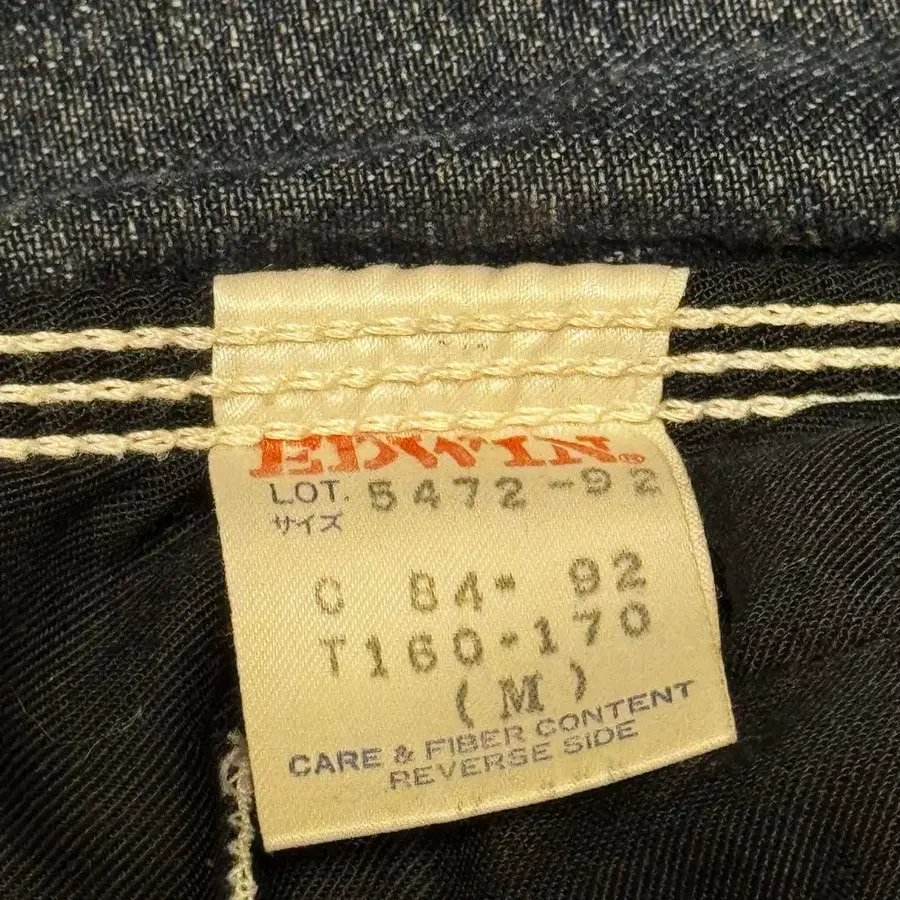 EDWIN®
LOT. 5472-92
サイズ
C 84-92
T160-170
(M)
CARE & FIBER CONTENT
REVERSE SIDE